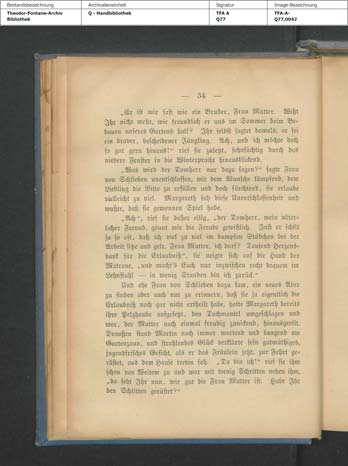 Bestandsbezeichnung
Archivalieneinheit
Signatur
Image-Bezeichnung
Theodor-Fontane-Archiv
Bibliothek
Q - Handbibliothek
TFA A
Q77
TFA-A-
Q77,0042
— 34 —
„Er ist mir fast wie ein Bruder, Frau Mutter. Wißt
Ihr nicht mehr, wie freundlich er uns im Sommer beim Be-
bauen unseres Gartens half? Ihr selbst sagtet damals, er sei
ein braver, bescheidener Jüngling. Ach, und ich möchte doch
so gar gern hinaus!“ rief sie zuletzt, sehnsüchtig durch das
niedere Fenster in die Winterpracht hinausblickend.
„Was wird der Domherr nur dazu sagen?“ sagte Frau
von Schlieben unentschlossen, mit dem Wunsche kämpfend, dem
Liebling die Bitte zu erfüllen und doch fürchtend, sie erlaube
vielleicht zu viel. Margareth sah diese Unentschlossenheit und
wußte, daß sie gewonnen Spiel habe.
„Ach“, rief sie daher eilig, „der Domherr, mein väter-
licher Freund, gönnt mir die Freude gewißlich. Just er schilt
zu so oft, daß ich viel zu viel im dumpfen Stübchen bei der
Arbeit sitze und gelt, Frau Mutter, ich darf? Tausend Herzens-
dank für die Erlaubniß“, sie neigte sich auf die Hand der
Matrone, „und macht's Euch nur inzwischen recht bequem im
Lehnstuhl — in wenig Stunden bin ich zurück.“
Und ehe Frau von Schlieben dazu kam, ein neues Aber
zu finden oder auch nur zu erinnern, daß sie ja eigentlich die
Erlaubniß noch gar nicht ertheilt habe, hatte Margareth bereits
ihre Pelzhaube aufgesetzt, den Tuchmantel umgeschlagen und
war, der Mutter noch einmal freudig zunickend, hinausgeeilt.
Draußen stand Martin noch immer wartend und bangend am
Gartenzaun, und strahlendes Glück verklärte sein gutmüthiges,
jugendfrisches Gesicht, als er das Fräulein jetzt, zur Fahrt ge-
rüstet, aus dem Hause treten sah. „Da bin ich!“ rief sie ihm
schon von Weitem zu und war mit wenig Schritten neben ihm,
„da seht Ihr nun, wie gut die Frau Mutter ist. Habt Ihr
den Schlitten gerüstet?“